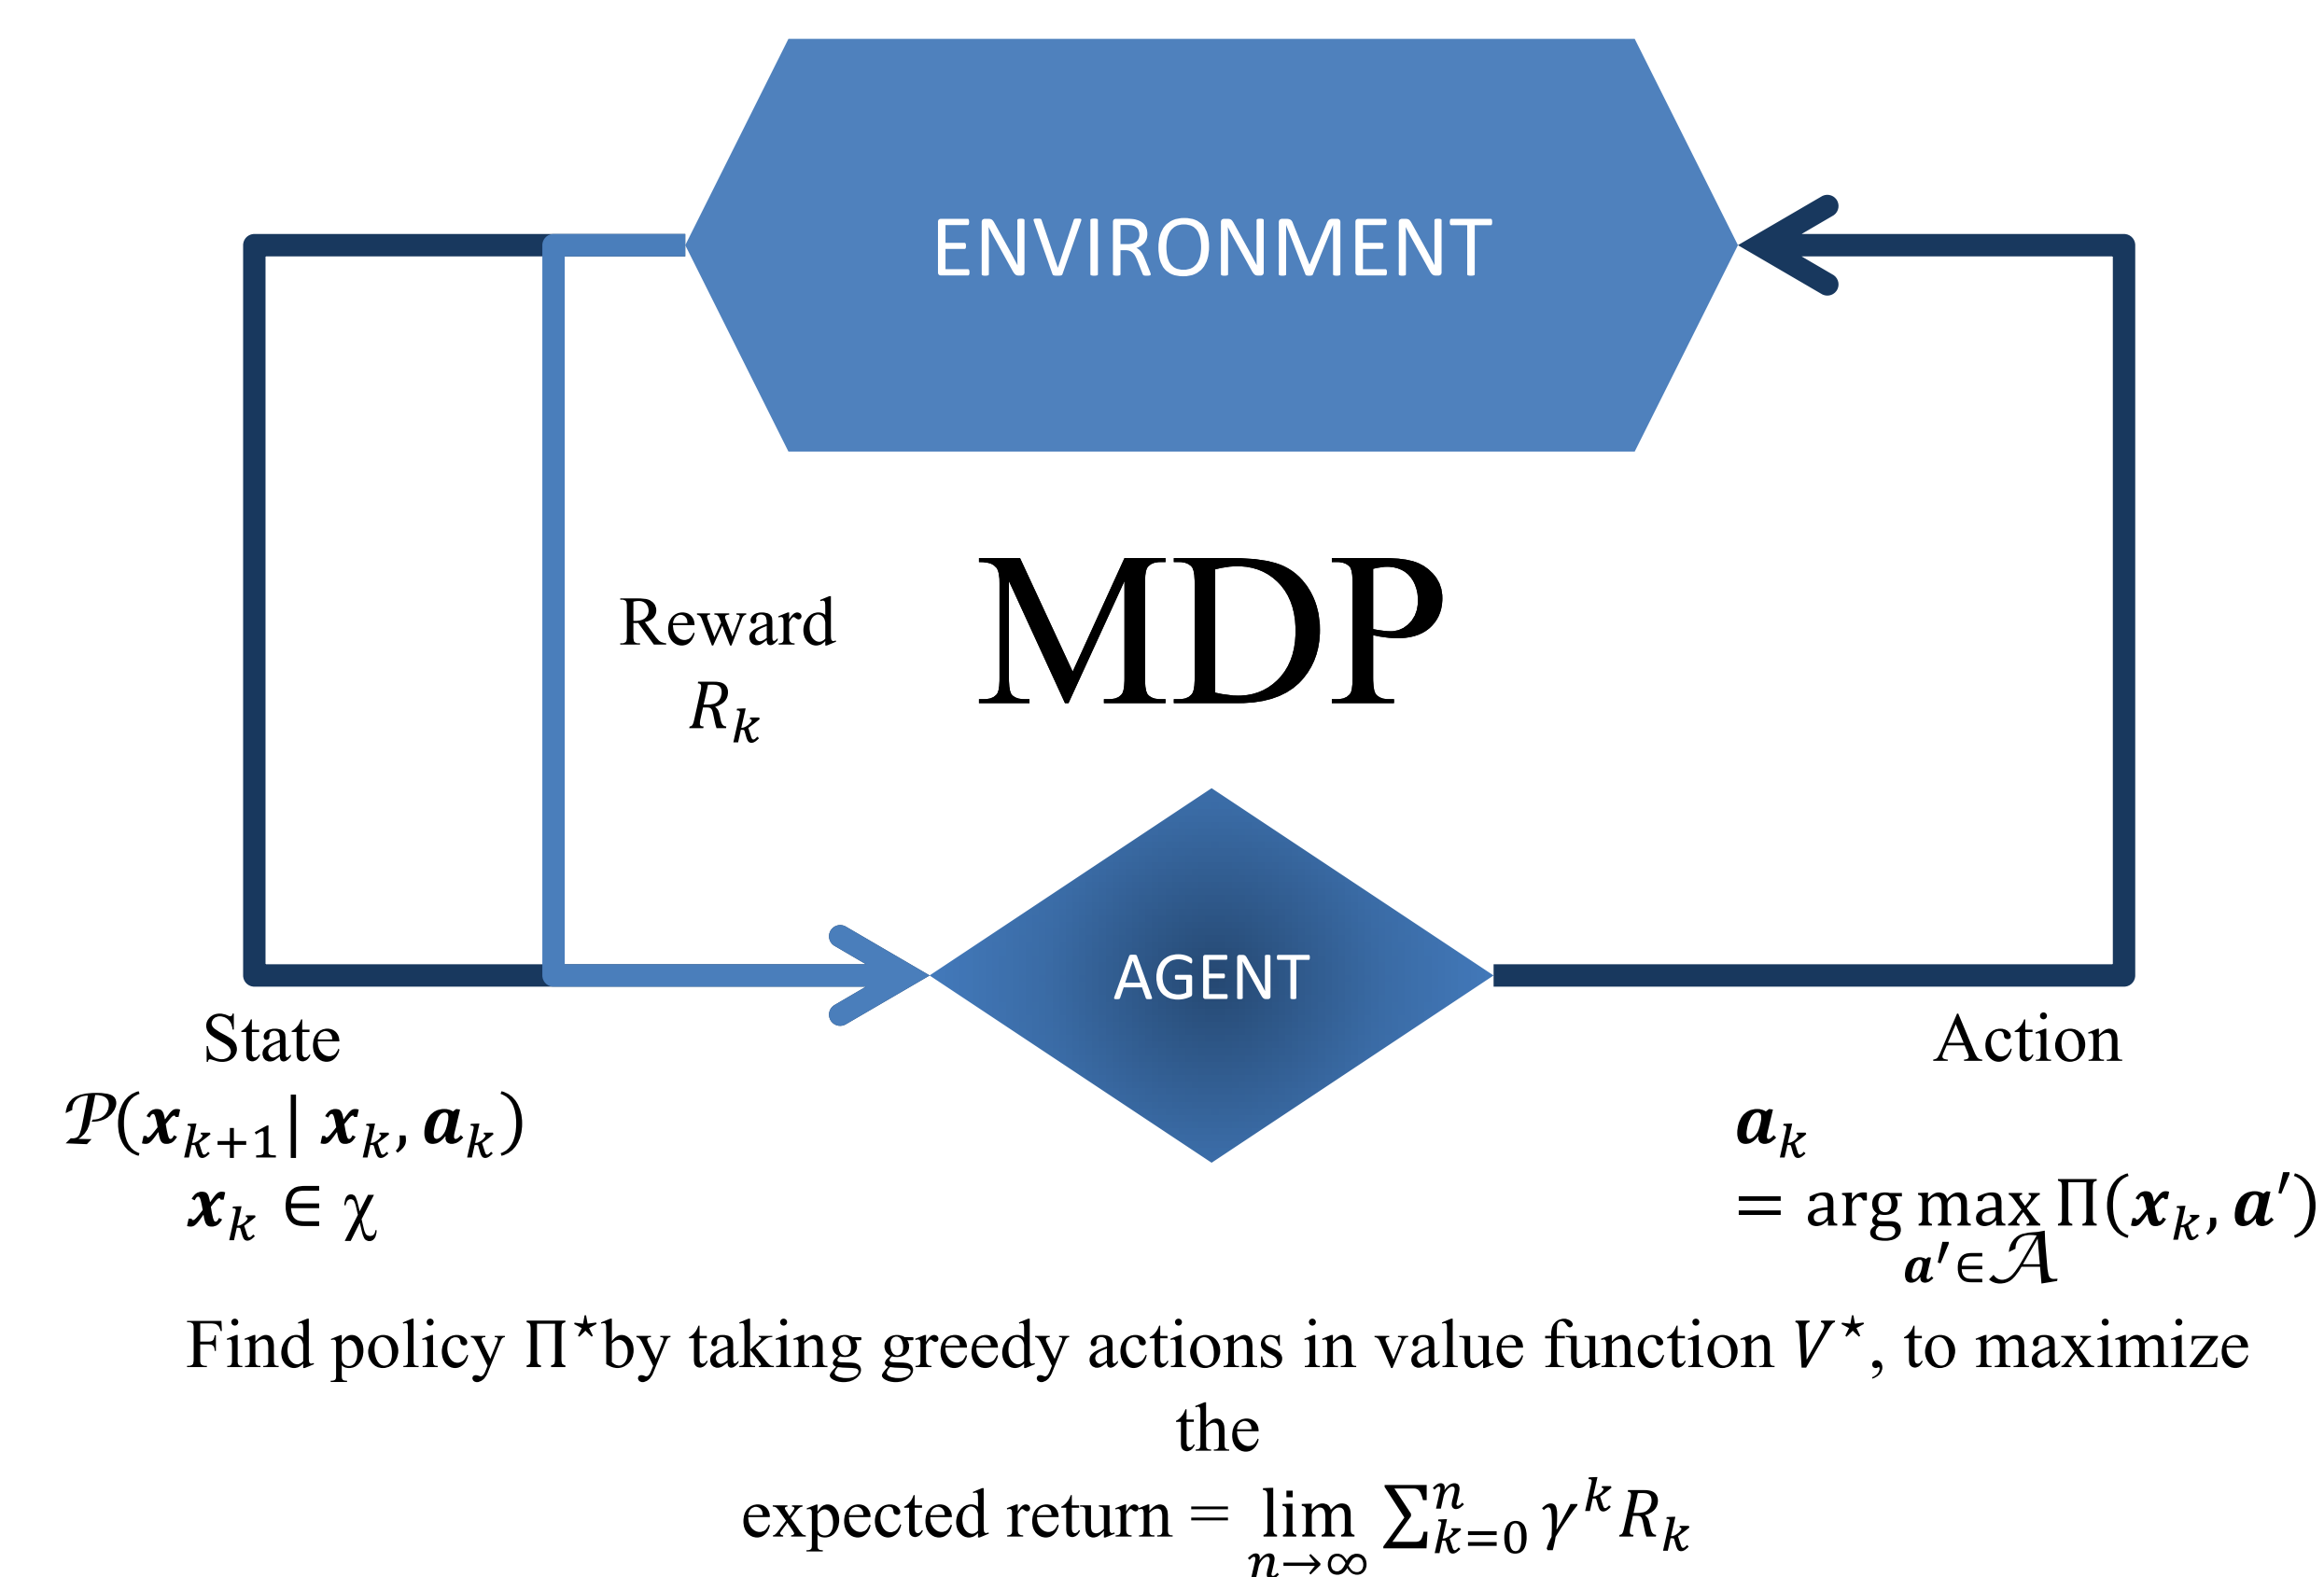 ENVIRONMENT
MDP
Reward
R_k
AGENT
State
𝒫(𝒙_{k+1} | 𝒙_k, 𝒂_k)
𝒙_k ∈ χ
Action
𝒂_k
= arg max Π(𝒙_k, 𝒂′)
𝒂′∈𝒜
Find policy Π^⋆ by taking greedy actions in value function V^⋆, to maximize
the
expected return = lim_{n→∞} ∑_{k=0}^{n} γ^k R_k